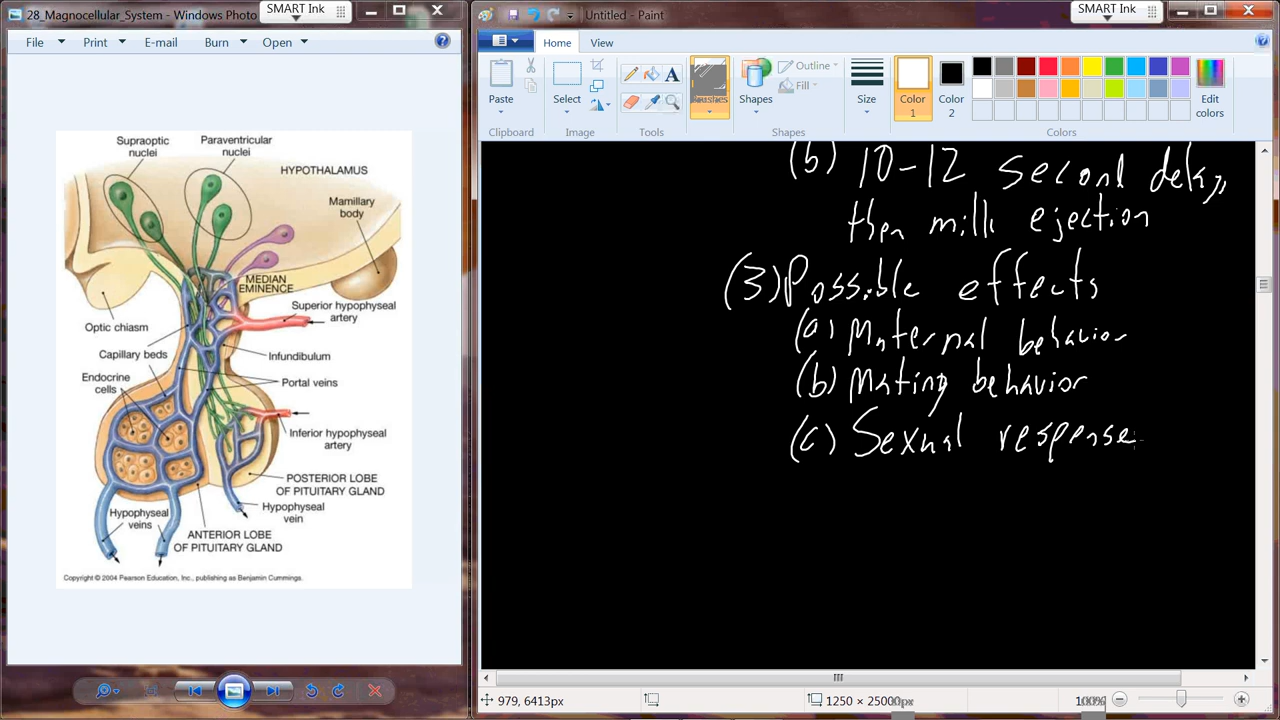 28_Magnocellular_System - Windows Photo
SMART Ink
File
Print
E-mail
Burn
Open
Supraoptic
nuclei
Paraventricular
nuclei
HYPOTHALAMUS
Mamillary
body
MEDIAN
EMINENCE
Superior hypophyseal
artery
Optic chiasm
Capillary beds
Infundibulum
Endocrine
cells
Portal veins
Inferior hypophyseal
artery
POSTERIOR LOBE
OF PITUITARY GLAND
Hypophyseal
veins
Hypophyseal
vein
ANTERIOR LOBE
OF PITUITARY GLAND
Copyright © 2004 Pearson Education, Inc., publishing as Benjamin Cummings.
Untitled - Paint
SMART Ink
Home
View
Paste
Select
Brushes
Shapes
Outline
Fill
Size
Color
1
Color
2
Edit
colors
Clipboard
Image
Tools
Shapes
Colors
(b) 10-12 second delay,
then milk ejection
(3) Possible effects
(a) Maternal behavior
(b) Mating behavior
(c) Sexual response
979, 6413px
1250 × 25000px
100%